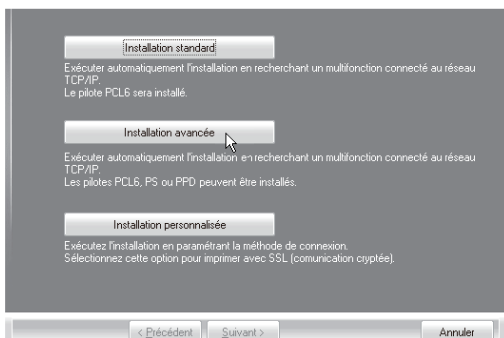 Installation standard
Exécuter automatiquement l'installation en recherchant un multifonction connecté au réseau
TCP/IP.
Le pilote PCL6 sera installé.
Installation avancée
Exécuter automatiquement l'installation en recherchant un multifonction connecté au réseau
TCP/IP.
Les pilotes PCL6, PS ou PPD peuvent être installés.
Installation personnalisée
Exécutez l'installation en paramétrant la méthode de connexion.
Sélectionnez cette option pour imprimer avec SSL (comunication cryptée).
< Précédent
Suivant >
Annuler